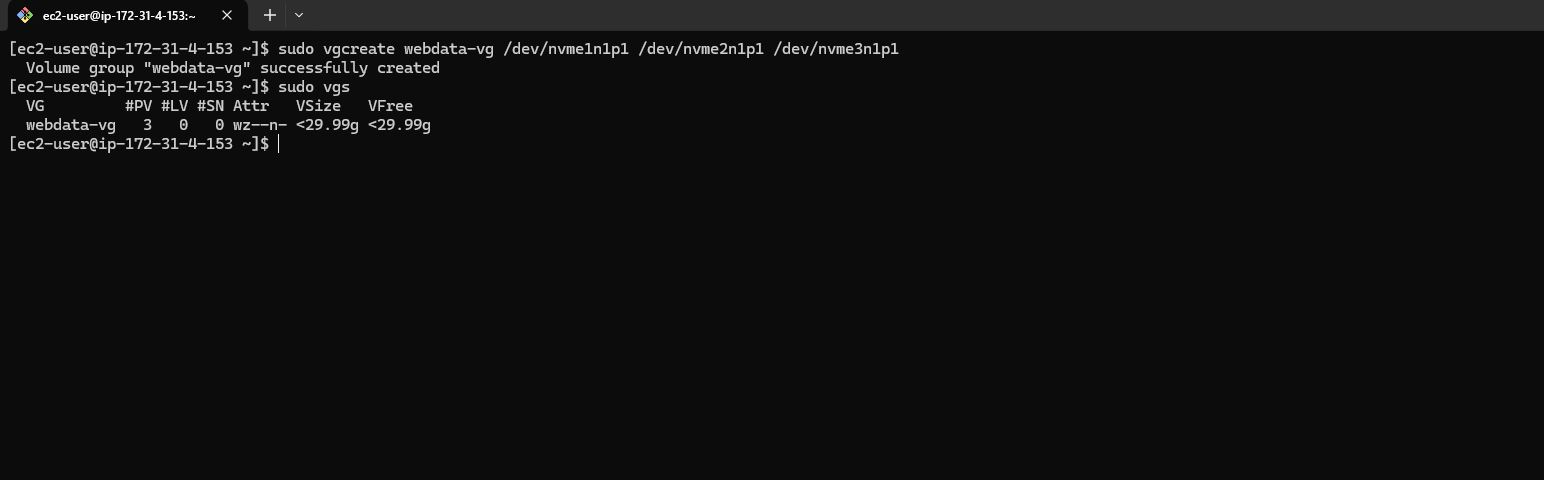 ec2-user@ip-172-31-4-153:~
[ec2-user@ip-172-31-4-153 ~]$ sudo vgcreate webdata-vg /dev/nvme1n1p1 /dev/nvme2n1p1 /dev/nvme3n1p1
  Volume group "webdata-vg" successfully created
[ec2-user@ip-172-31-4-153 ~]$ sudo vgs
  VG         #PV #LV #SN Attr   VSize   VFree
  webdata-vg   3   0   0 wz--n- <29.99g <29.99g
[ec2-user@ip-172-31-4-153 ~]$